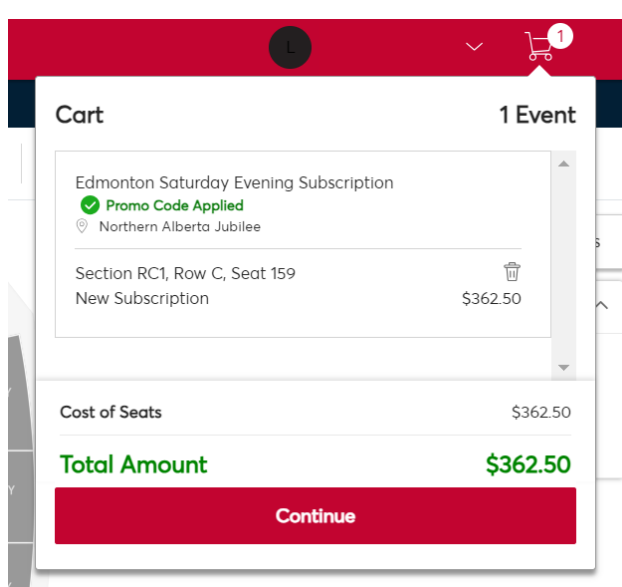 L
1
Cart
1 Event
Edmonton Saturday Evening Subscription
Promo Code Applied
Northern Alberta Jubilee
Section RC1, Row C, Seat 159
New Subscription
$362.50
Cost of Seats
$362.50
Total Amount
$362.50
Continue
s
Y
Y